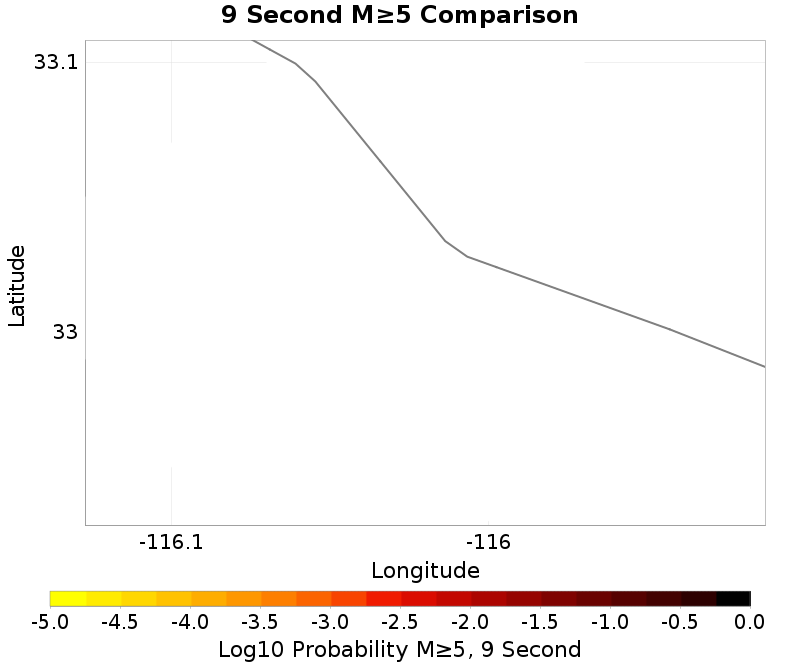 9 Second M≥5 Comparison
33.1
33
Latitude
-116.1 -116
Longitude
-5.0 -4.5 -4.0 -3.5 -3.0 -2.5 -2.0 -1.5 -1.0 -0.5 0.0
Log10 Probability M≥5, 9 Second